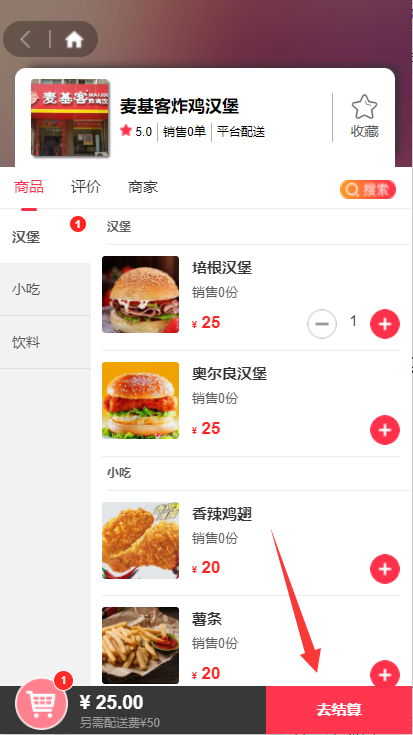 麦基客
炸鸡汉堡
麦基客炸鸡汉堡
5.0 销售0单 平台配送
收藏
商品 评价 商家 搜索
汉堡 1
小吃
饮料
汉堡
培根汉堡
销售0份
¥ 25 1
奥尔良汉堡
销售0份
¥ 25
小吃
香辣鸡翅
销售0份
¥ 20
薯条
销售0份
¥ 20
1
¥ 25.00
另需配送费¥50
去结算